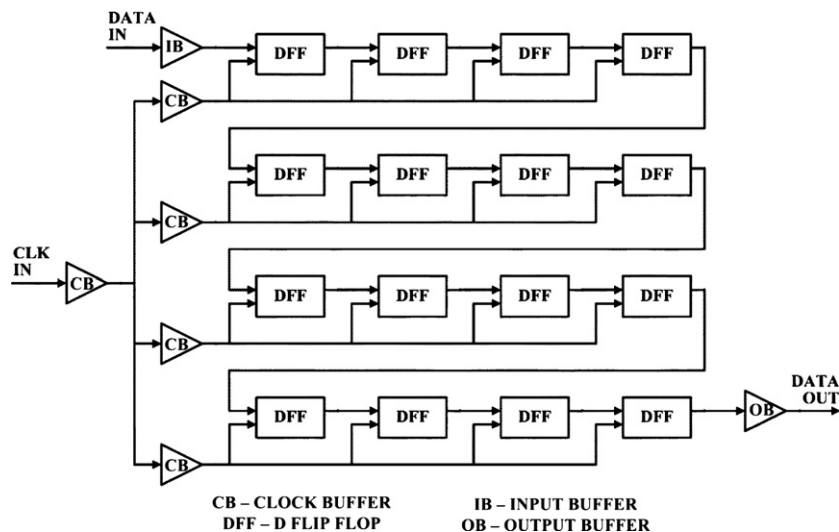 DATA
IN
IB
DFF DFF DFF DFF
CB
DFF DFF DFF DFF
CB
CLK
IN
CB
DFF DFF DFF DFF
CB
DATA
OUT
DFF DFF DFF DFF
OB
CB
CB – CLOCK BUFFER
IB – INPUT BUFFER
DFF – D FLIP FLOP
OB – OUTPUT BUFFER